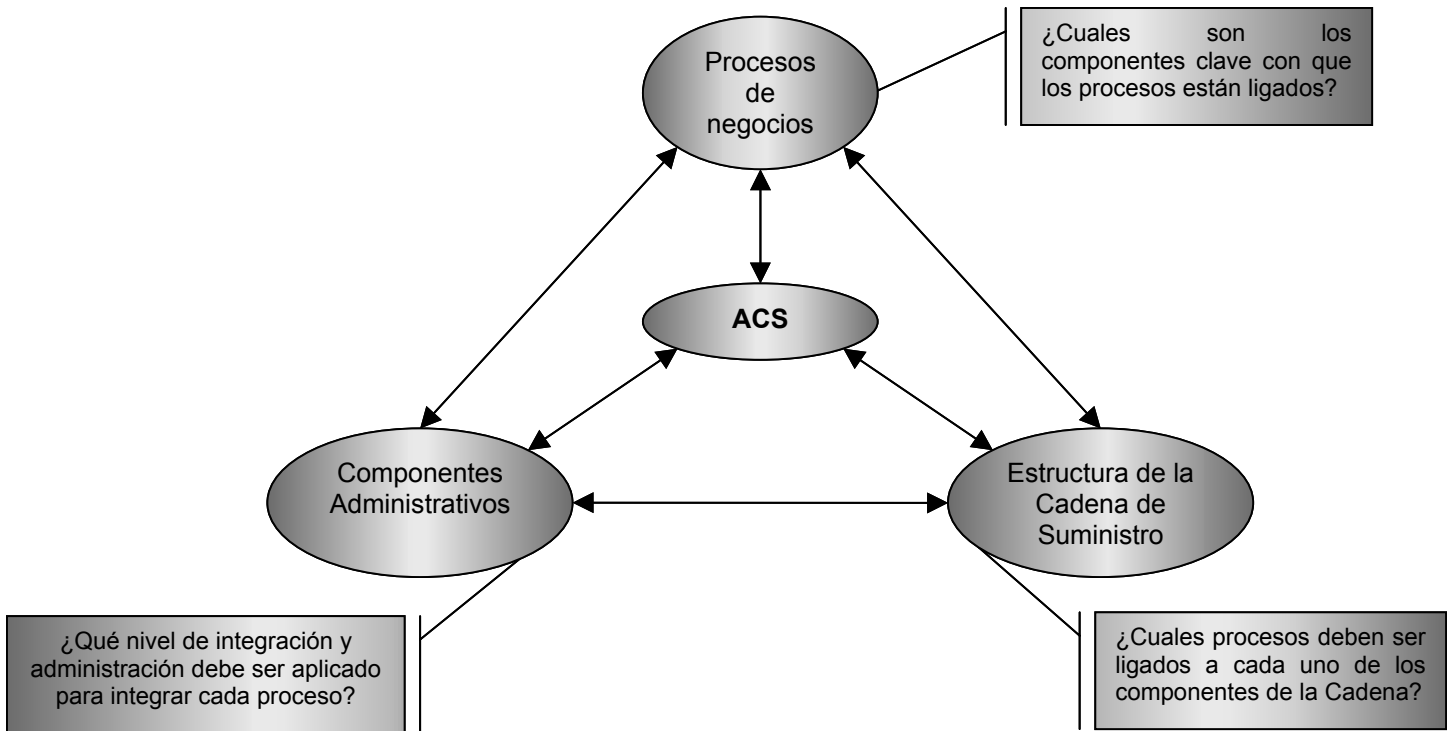 Procesos
de
negocios
¿Cuales son los
componentes clave con que
los procesos están ligados?
ACS
Componentes
Administrativos
Estructura de la
Cadena de
Suministro
¿Qué nivel de integración y
administración debe ser aplicado
para integrar cada proceso?
¿Cuales procesos deben ser
ligados a cada uno de los
componentes de la Cadena?